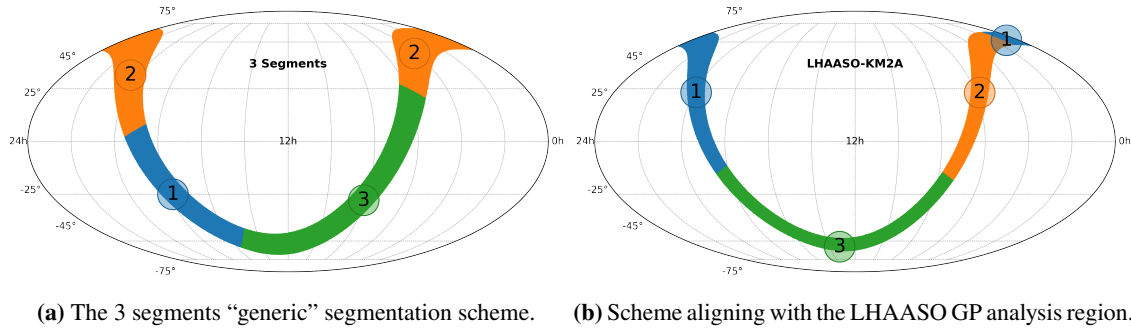 75°
45°
25°
24h
-25°
-45°
-75°
12h
0h
3 Segments
2
2
1
3
75°
45°
25°
24h
-25°
-45°
-75°
12h
0h
LHAASO-KM2A
1
1
2
3
(a) The 3 segments “generic” segmentation scheme.
(b) Scheme aligning with the LHAASO GP analysis region.